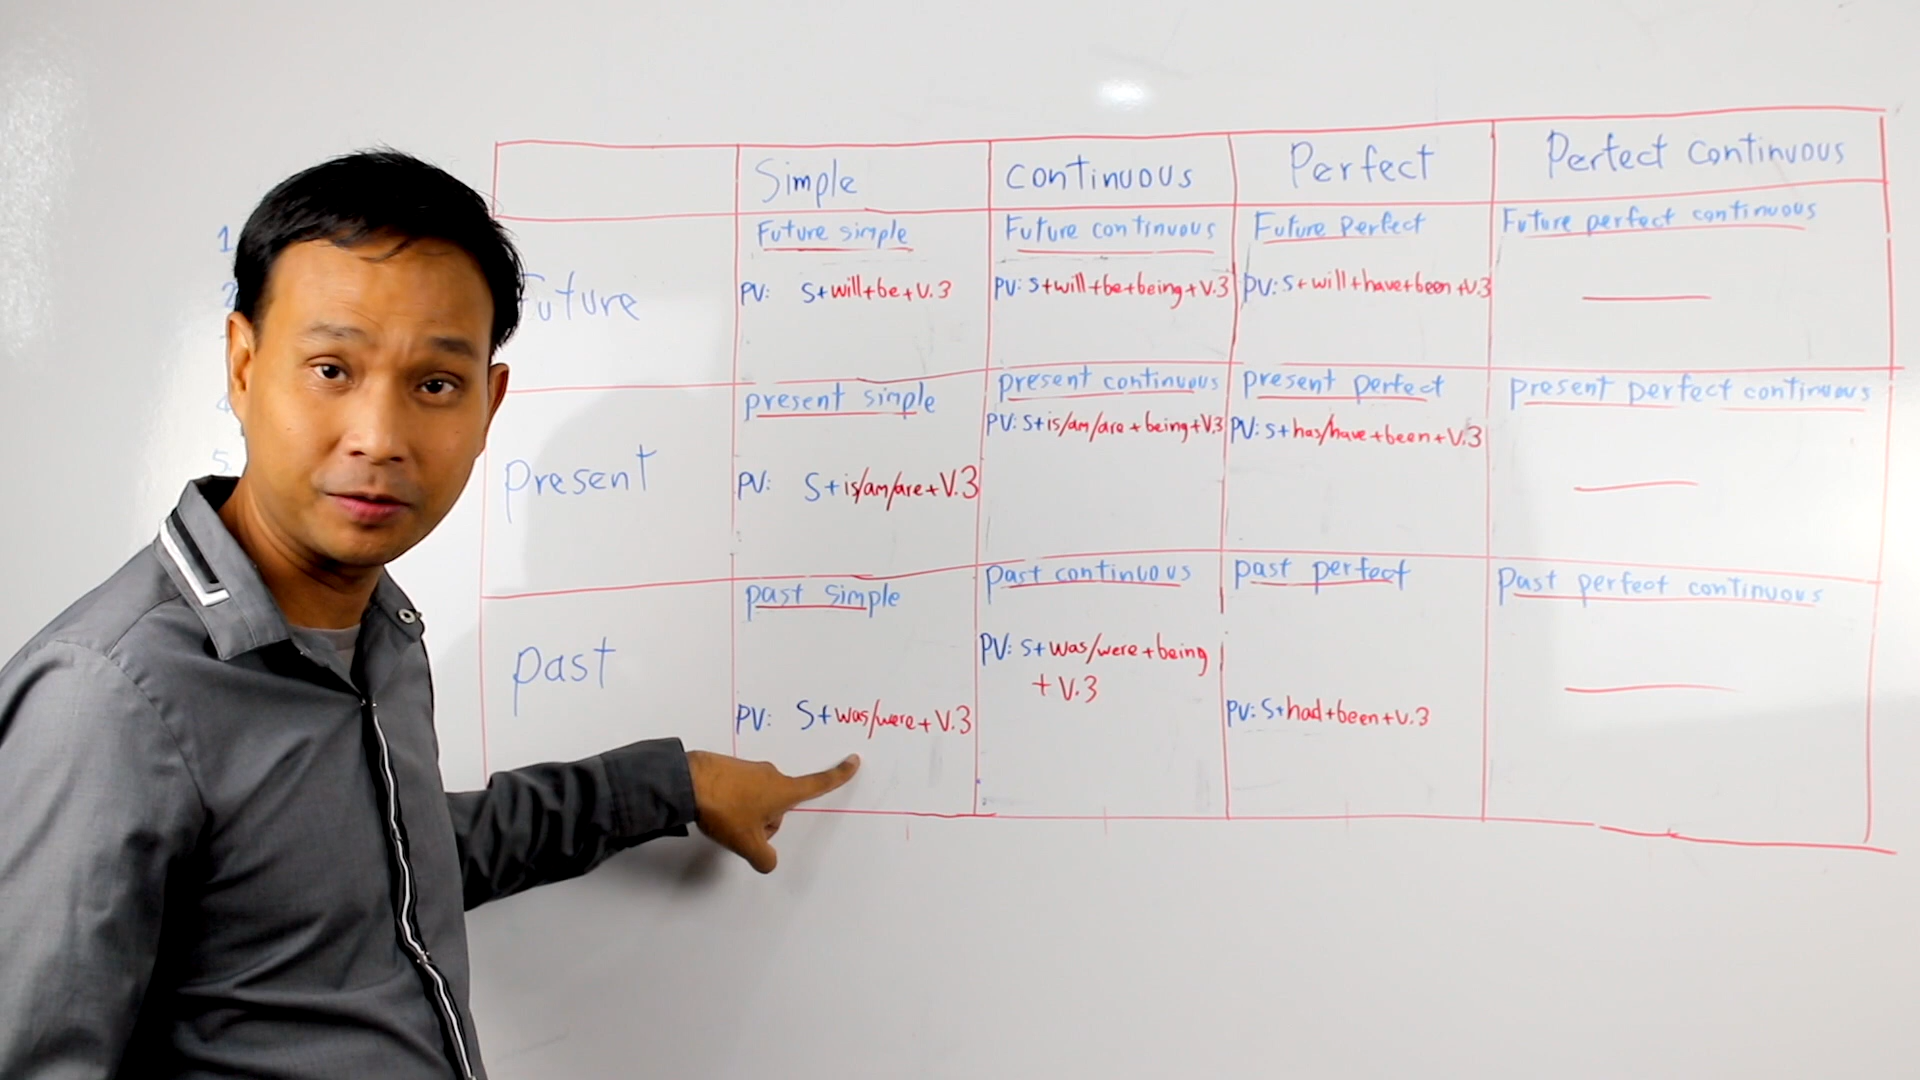 Simple continuous Perfect Perfect continuous
Future
Future simple
PV: S+will+be+V.3
Future continuous
PV: S+will+be+being+V.3
Future Perfect
PV: S+will+have+been+V.3
Future perfect continuous
present
present simple
PV: S+is/am/are+V.3
present continuous
PV: S+is/am/are+being+V.3
present perfect
PV: S+has/have+been+V.3
present perfect continuous
past
past simple
PV: S+was/were+V.3
Past continuous
PV: S+was/were+being
+V.3
past perfect
PV: S+had+been+V.3
Past perfect continuous
1
2
5